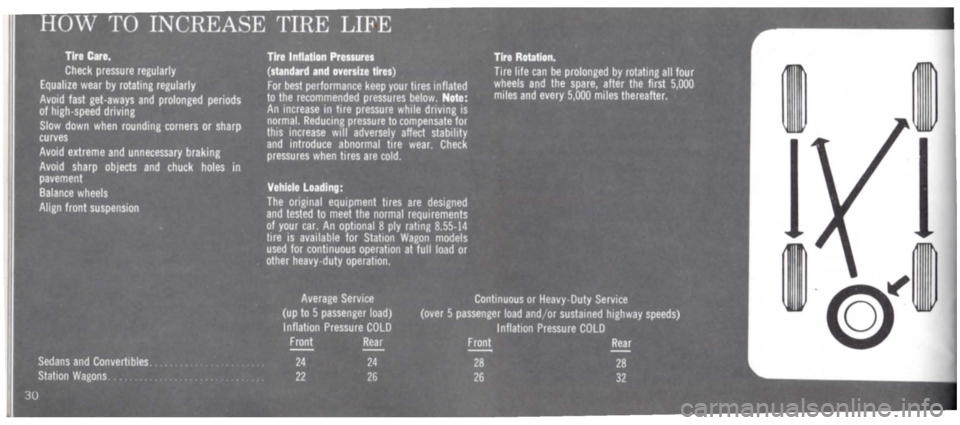 HOW TO INCREASE TIRE LIFE
Tire Care.
Check pressure regularly
Equalize wear by rotating regularly
Avoid fast get-aways and prolonged periods
of high-speed driving
Slow down when rounding corners or sharp
curves
Avoid extreme and unnecessary braking
Avoid sharp objects and chuck holes in
pavement
Balance wheels
Align front suspension
Tire Inflation Pressures
(standard and oversize tires)
For best performance keep your tires inflated
to the recommended pressures below. Note:
An increase in tire pressure while driving is
normal. Reducing pressure to compensate for
this increase will adversely affect stability
and introduce abnormal tire wear. Check
pressures when tires are cold.
Vehicle Loading:
The original equipment tires are designed
and tested to meet the normal requirements
of your car. An optional 8 ply rating 8.55-14
tire is available for Station Wagon models
used for continuous operation at full load or
other heavy-duty operation.
Tire Rotation.
Tire life can be prolonged by rotating all four
wheels and the spare, after the first 5,000
miles and every 5,000 miles thereafter.
Average Service Continuous or Heavy-Duty Service
(up to 5 passenger load) (over 5 passenger load and/or sustained highway speeds)
Inflation Pressure COLD Inflation Pressure COLD
Front Rear Front Rear
Sedans and Convertibles....................... 24 24 28 28
Station Wagons............................... 22 26 26 32
30
carmanualsonline.info